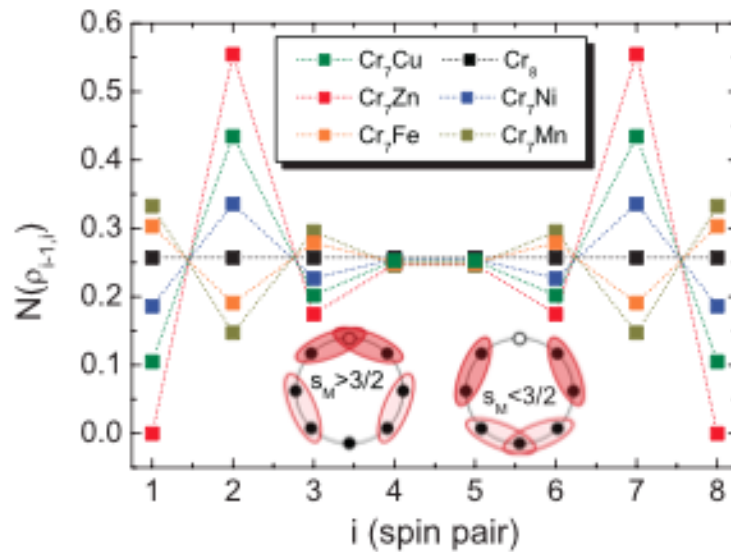 0.6
0.5
0.4
0.3
0.2
0.1
0.0
N(ρi-1,i)
Cr7Cu Cr8
Cr7Zn Cr7Ni
Cr7Fe Cr7Mn
sM>3/2
sM<3/2
1 2 3 4 5 6 7 8
i (spin pair)